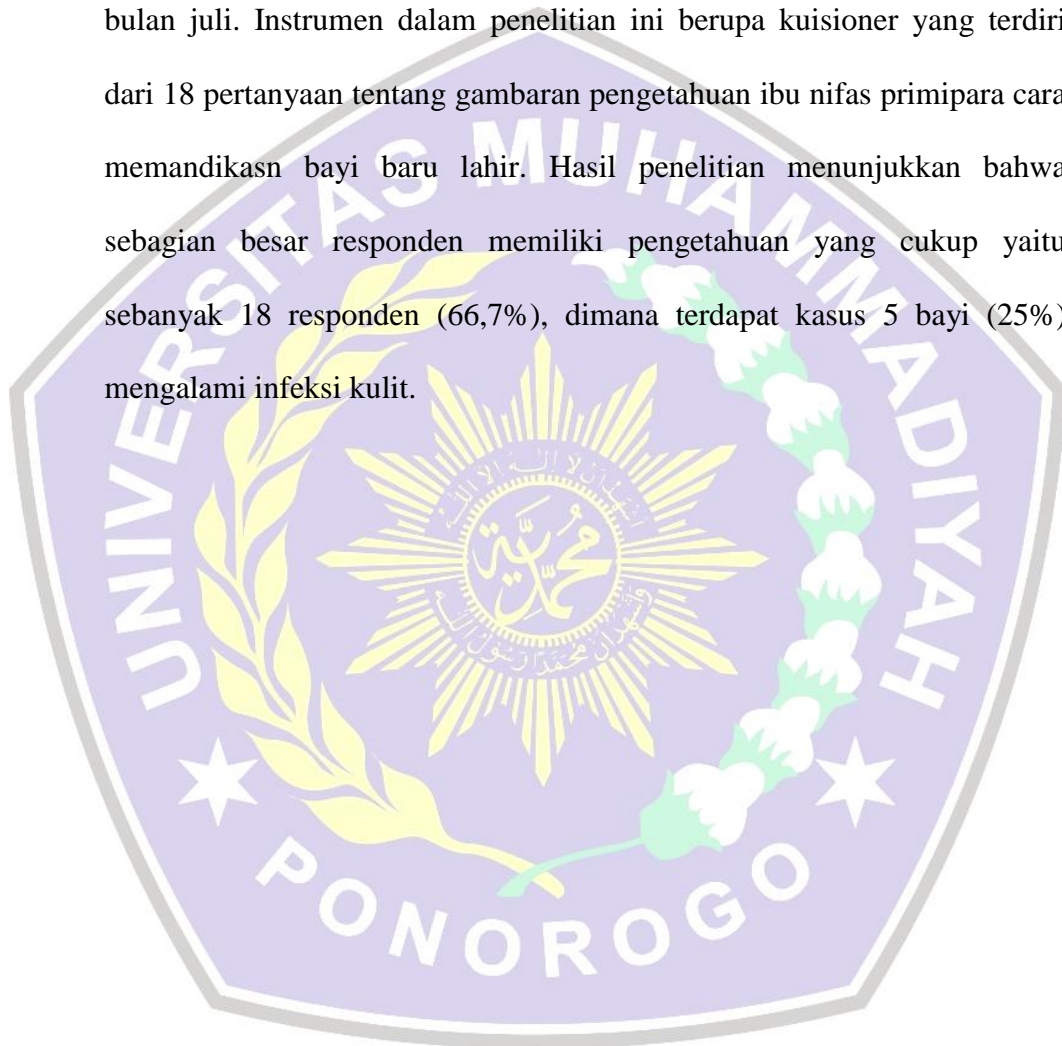 bulan juli. Instrumen dalam penelitian ini berupa kuisioner yang terdiri
dari 18 pertanyaan tentang gambaran pengetahuan ibu nifas primipara cara
memandikasn bayi baru lahir. Hasil penelitian menunjukkan bahwa
sebagian besar responden memiliki pengetahuan yang cukup yaitu
sebanyak 18 responden (66,7%), dimana terdapat kasus 5 bayi (25%)
mengalami infeksi kulit.
UNIVERSITAS MUHAMMADIYAH
PONOROGO